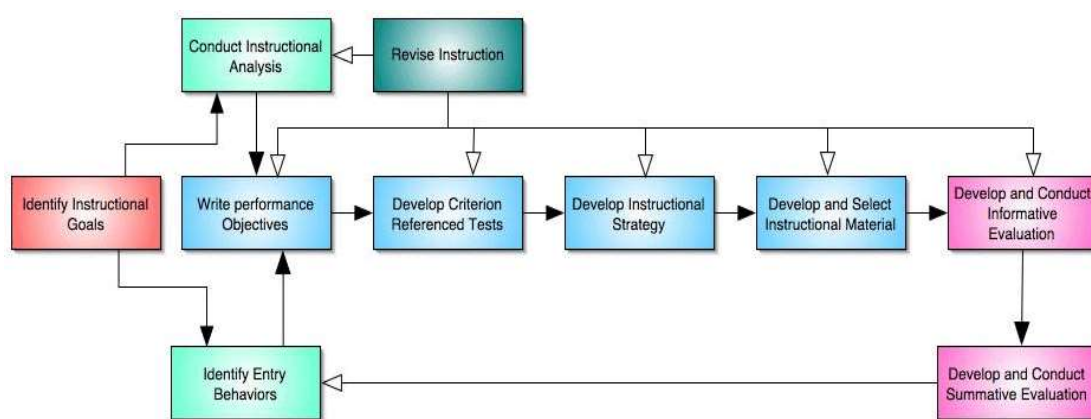 Conduct Instructional
Analysis
Revise Instruction
Identify Instructional
Goals
Write performance
Objectives
Develop Criterion
Referenced Tests
Develop Instructional
Strategy
Develop and Select
Instructional Material
Develop and Conduct
Informative
Evaluation
Identify Entry
Behaviors
Develop and Conduct
Summative Evaluation